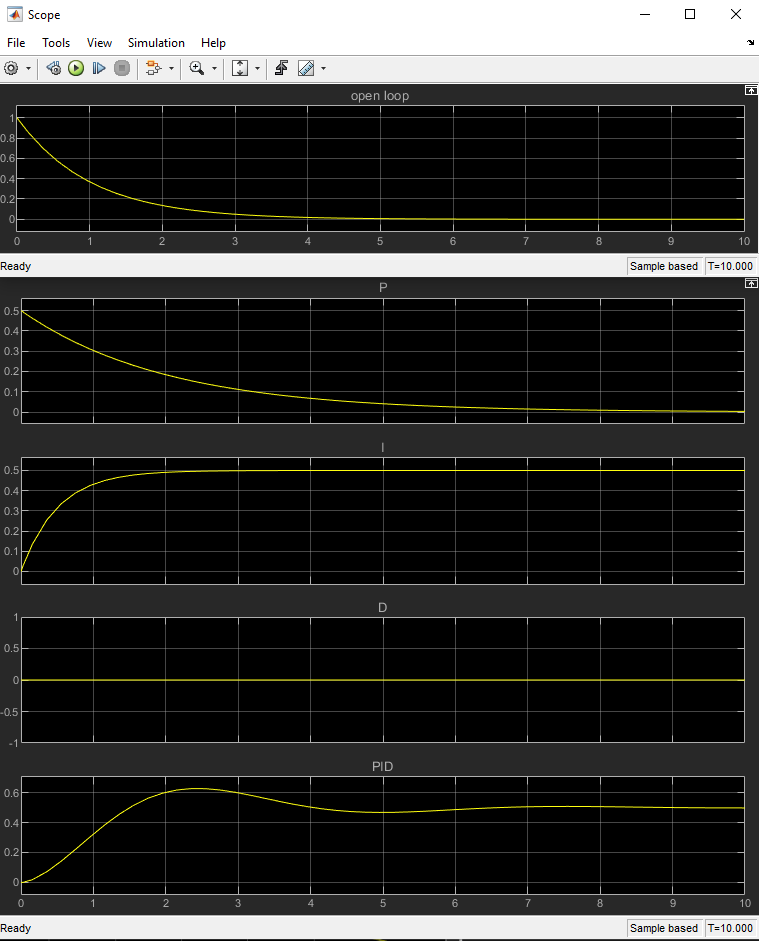 Scope
File Tools View Simulation Help
open loop
1
0.8
0.6
0.4
0.2
0
0 1 2 3 4 5 6 7 8 9 10
Ready Sample based T=10.000
P
0.5
0.4
0.3
0.2
0.1
0
I
0.5
0.4
0.3
0.2
0.1
0
D
1
0.5
0
-0.5
-1
PID
0.6
0.4
0.2
0
0 1 2 3 4 5 6 7 8 9 10
Ready Sample based T=10.000